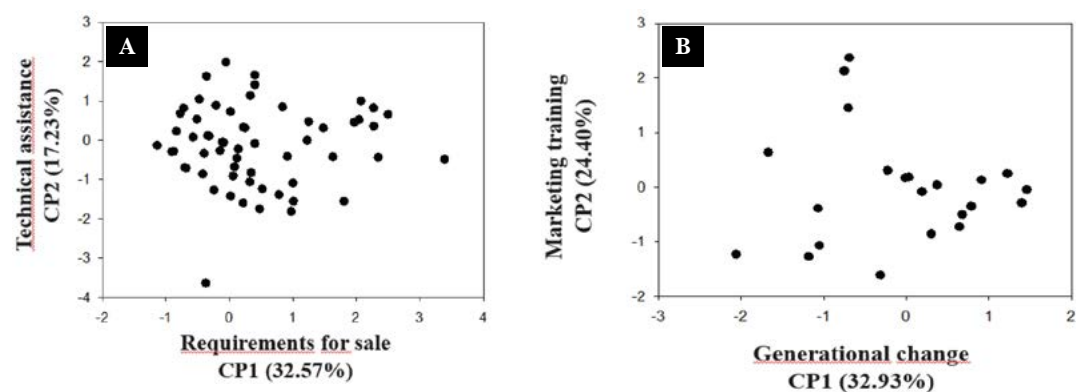 A
Technical assistance
CP2 (17.23%)
3
2
1
0
-1
-2
-3
-4
-2
-1
0
1
2
3
4
Requirements for sale
CP1 (32.57%)
B
Marketing training
CP2 (24.40%)
3
2
1
0
-1
-2
-3
-2
-1
0
1
2
Generational change
CP1 (32.93%)